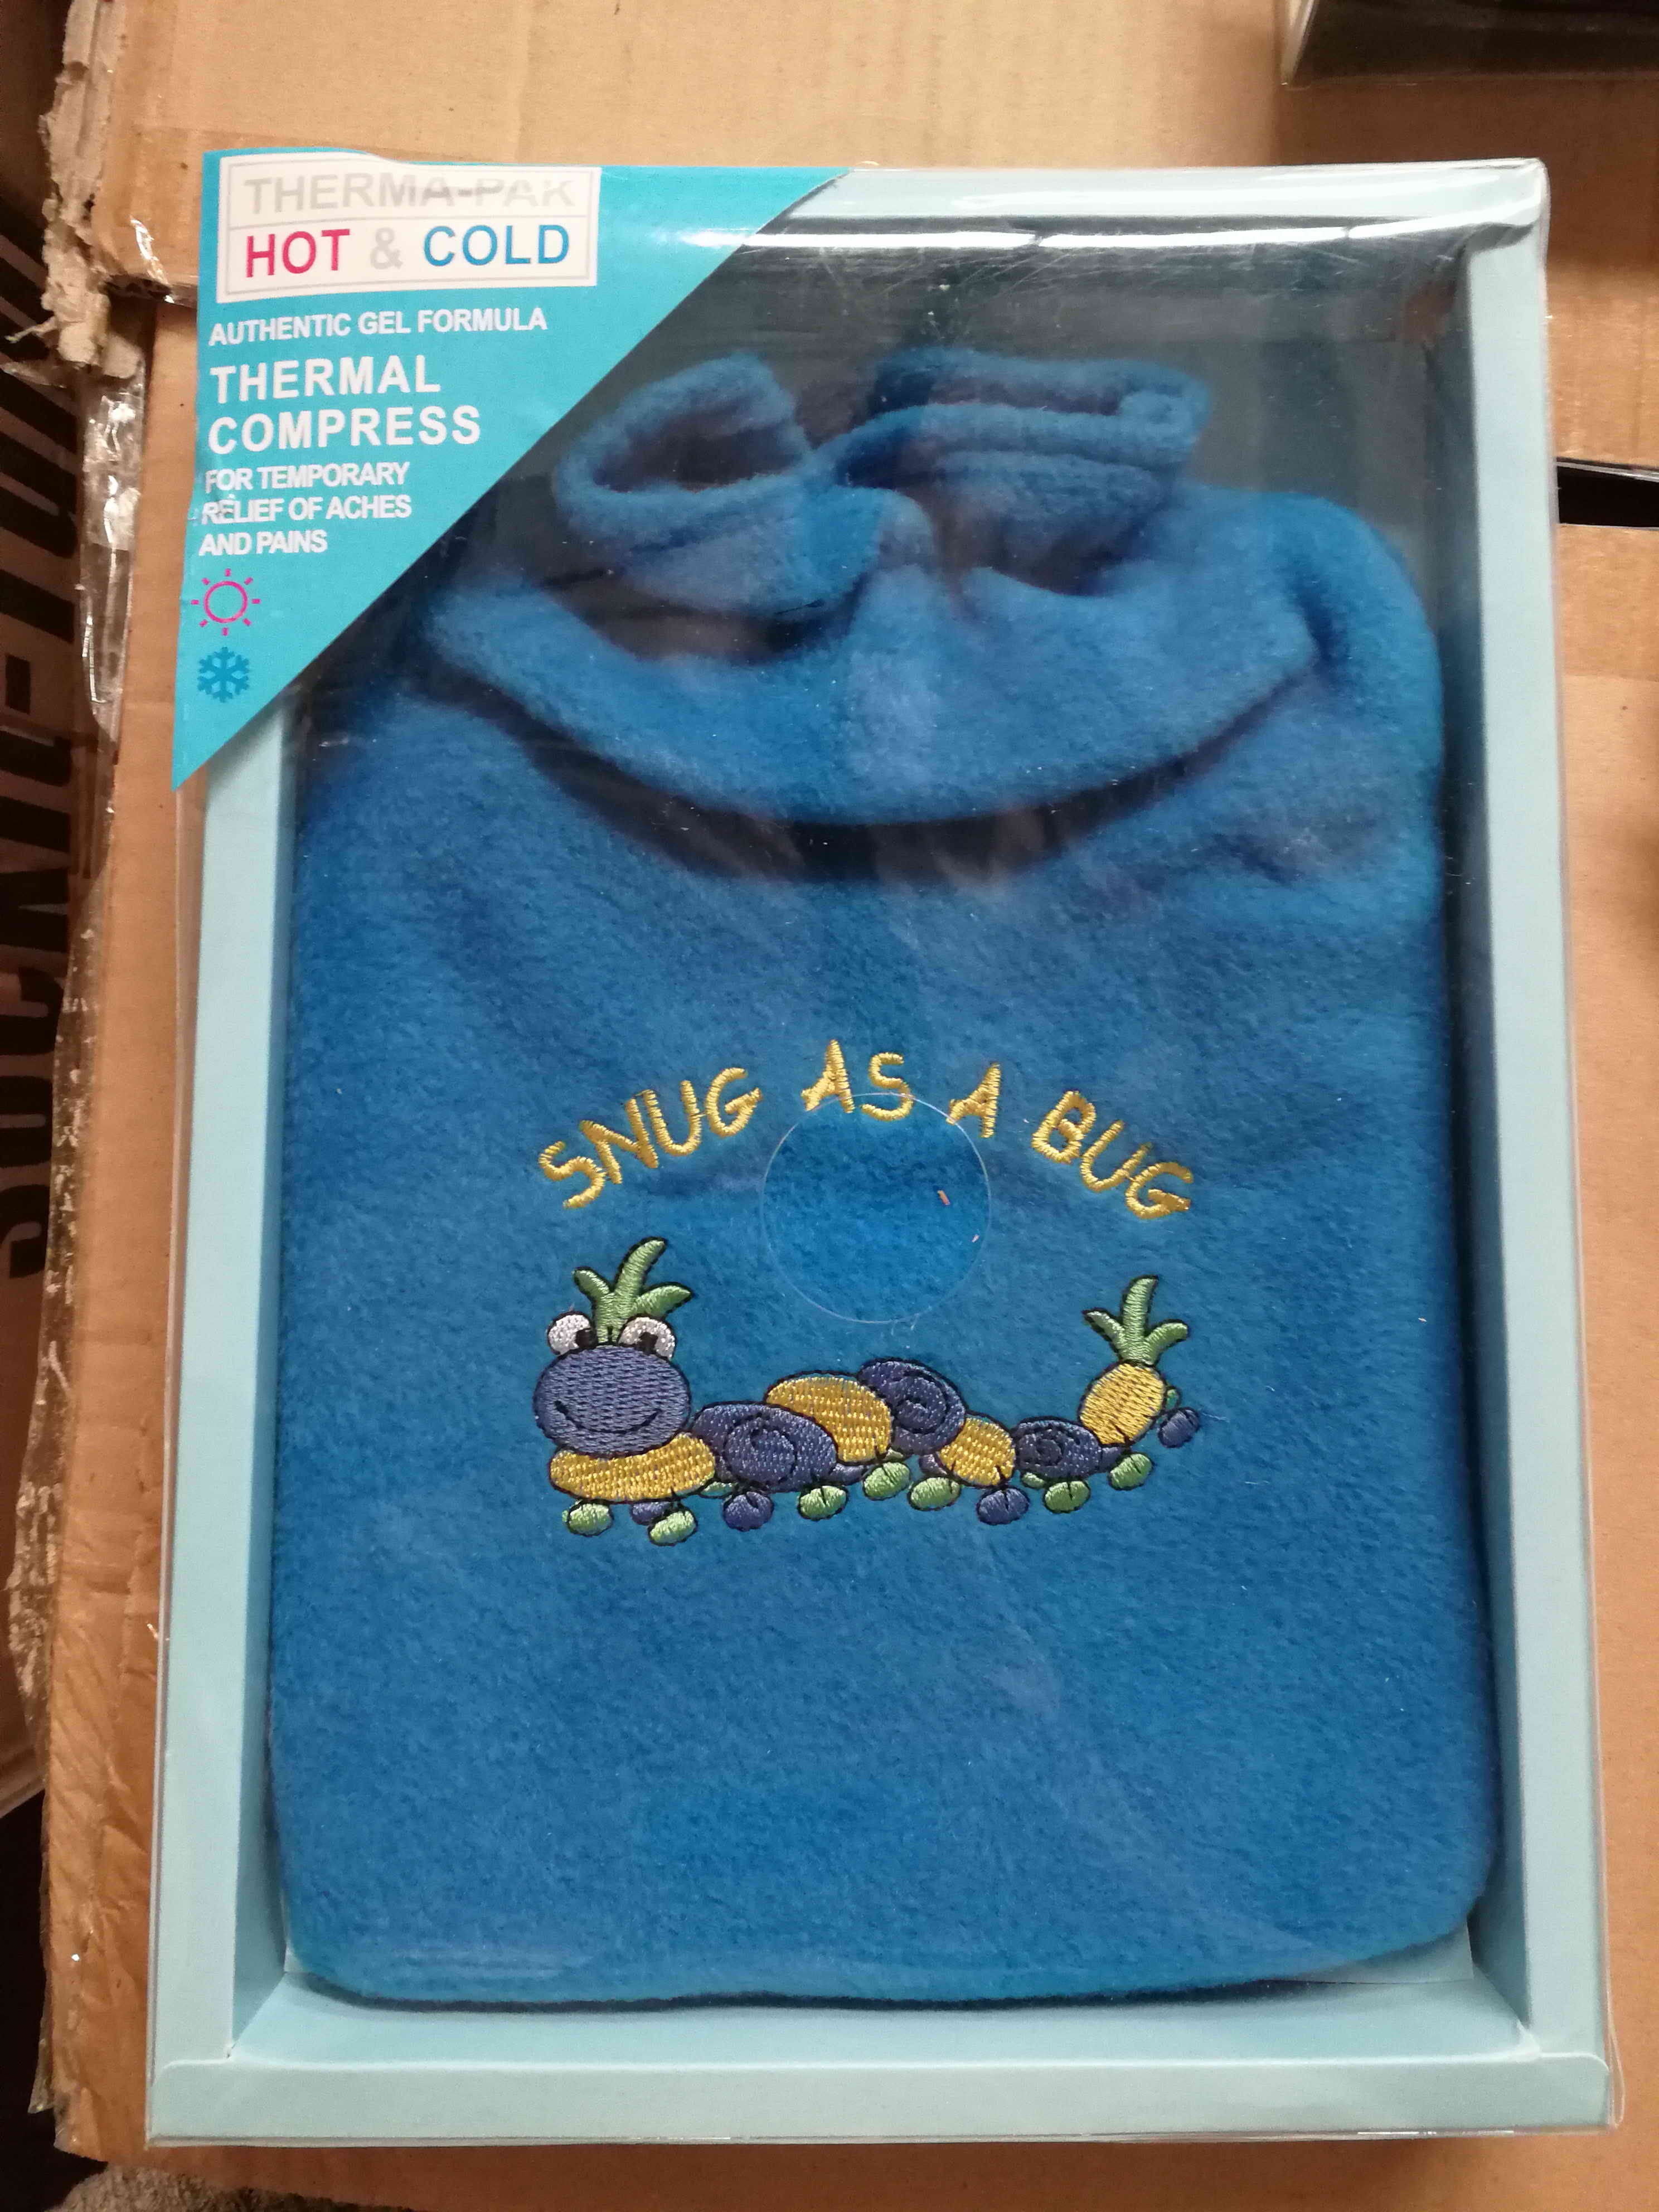 THERMA-PAK
HOT & COLD
AUTHENTIC GEL FORMULA
THERMAL
COMPRESS
FOR TEMPORARY
RELIEF OF ACHES
AND PAINS
SNUG AS A BUG